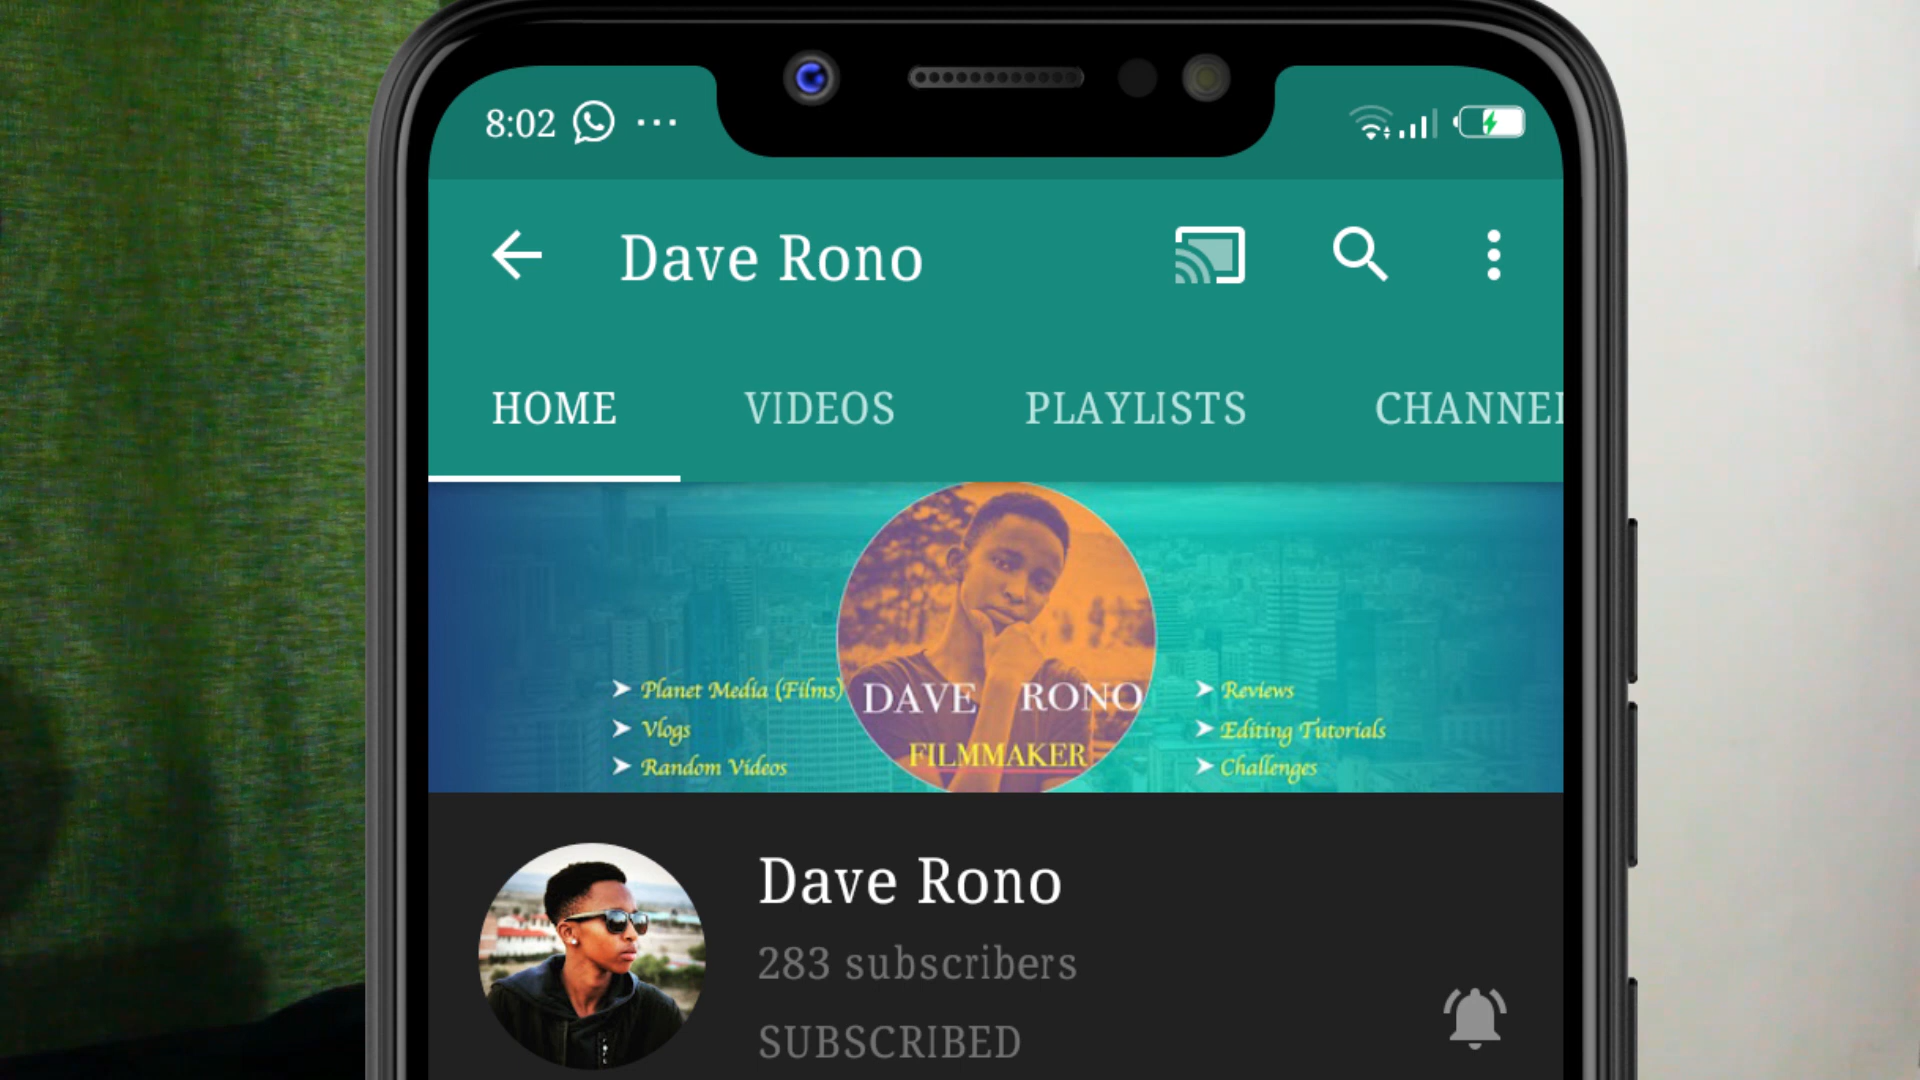 8:02
Dave Rono
HOME VIDEOS PLAYLISTS CHANNEL
Planet Media (Films)
Vlogs
Random Videos
DAVE RONO
FILMMAKER
Reviews
Editing Tutorials
Challenges
Dave Rono
283 subscribers
SUBSCRIBED